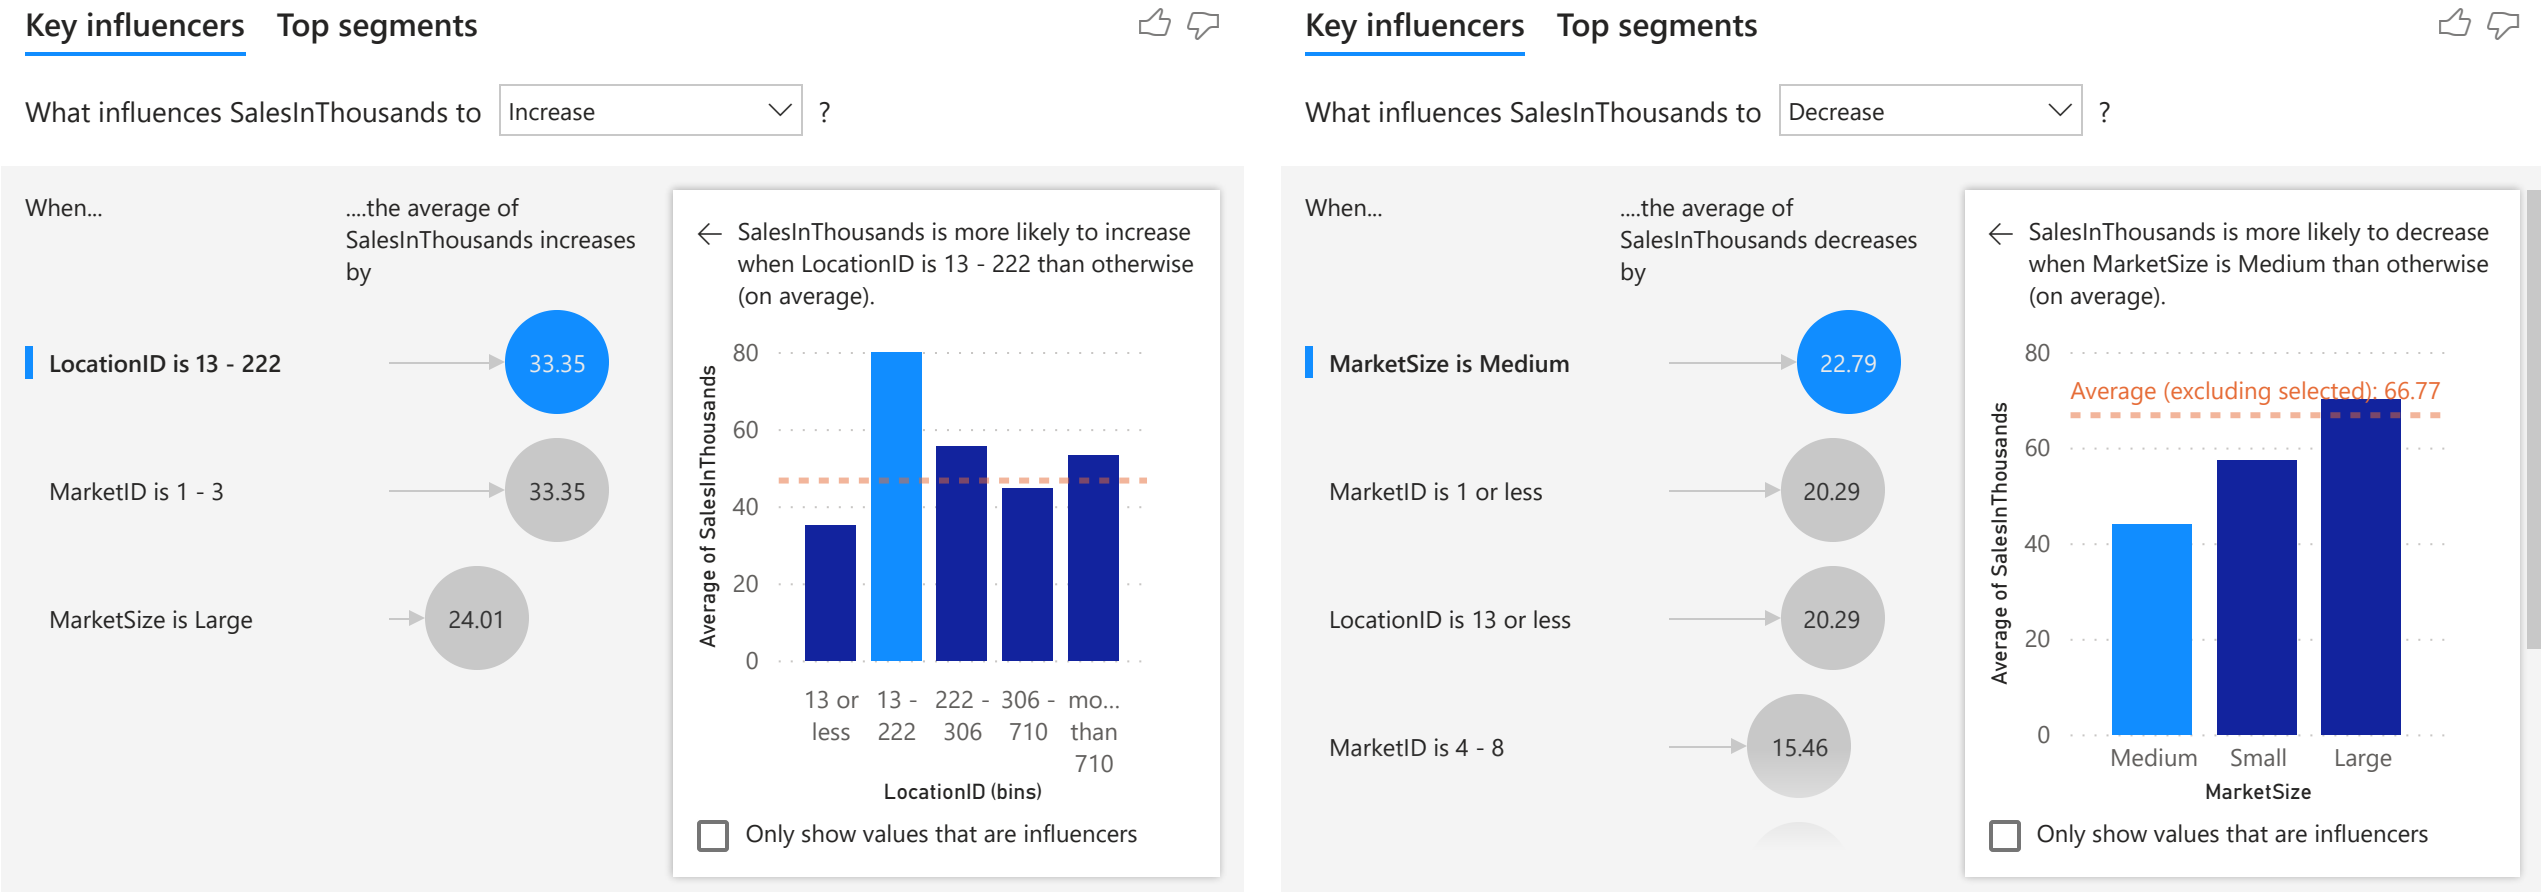 Key influencers Top segments
What influences SalesInThousands to Increase ?
When...
....the average of
SalesInThousands increases
by
LocationID is 13 - 222 33.35
MarketID is 1 - 3 33.35
MarketSize is Large 24.01
SalesInThousands is more likely to increase
when LocationID is 13 - 222 than otherwise
(on average).
Average of SalesInThousands
80
60
40
20
0
13 or 13 - 222 - 306 - mo...
less 222 306 710 than
710
LocationID (bins)
Only show values that are influencers
Key influencers Top segments
What influences SalesInThousands to Decrease ?
When...
....the average of
SalesInThousands decreases
by
MarketSize is Medium 22.79
MarketID is 1 or less 20.29
LocationID is 13 or less 20.29
MarketID is 4 - 8 15.46
SalesInThousands is more likely to decrease
when MarketSize is Medium than otherwise
(on average).
Average of SalesInThousands
80
Average (excluding selected): 66.77
60
40
20
0
Medium Small Large
MarketSize
Only show values that are influencers